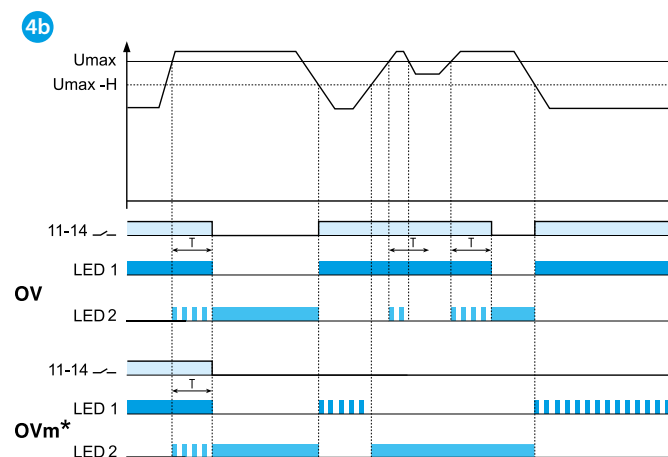 4b
Umax
Umax -H
11-14
T
T
T
LED 1
OV
LED 2
11-14
T
LED 1
OVm*
LED 2